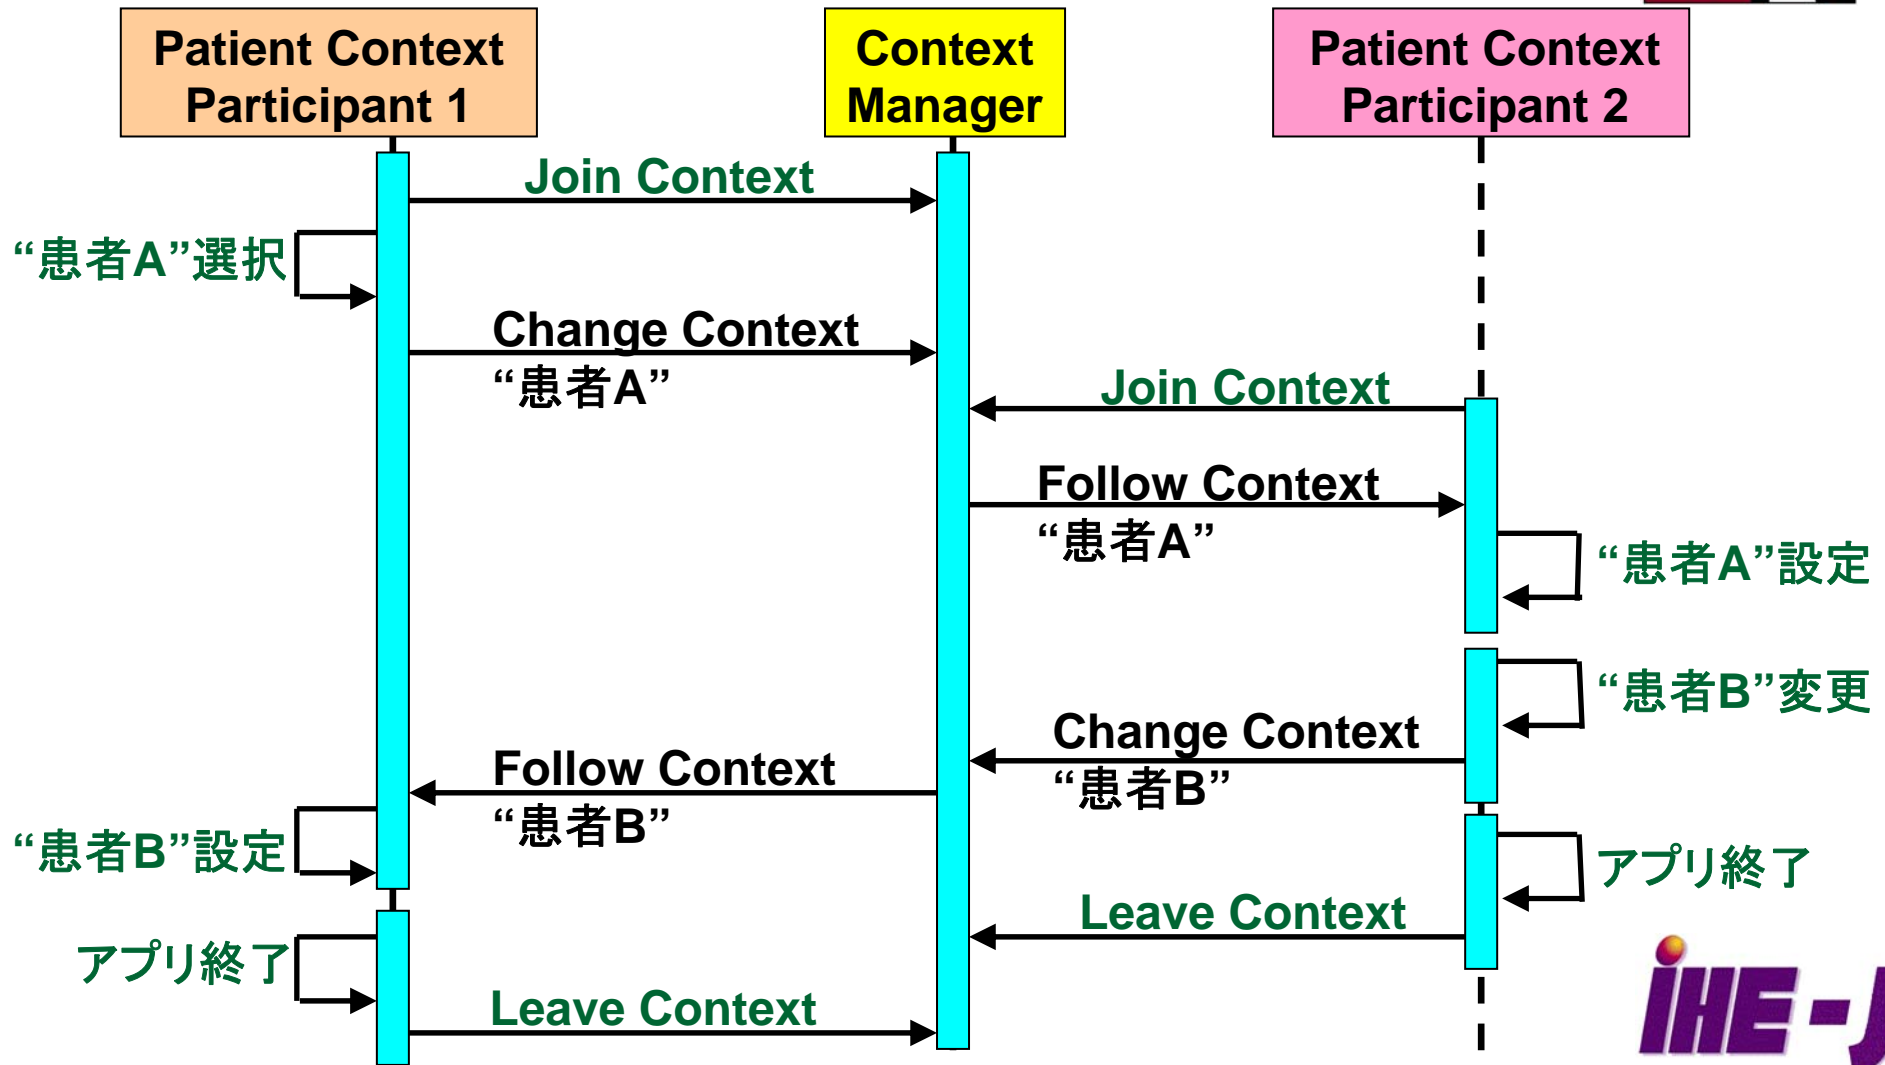 Patient Context
Participant 1
Context
Manager
Patient Context
Participant 2
Join Context
“患者A”選択
Change Context
“患者A”
Join Context
Follow Context
“患者A”
“患者A”設定
“患者B”変更
Change Context
“患者B”
Follow Context
“患者B”
“患者B”設定
アプリ終了
Leave Context
アプリ終了
Leave Context
iHE-J